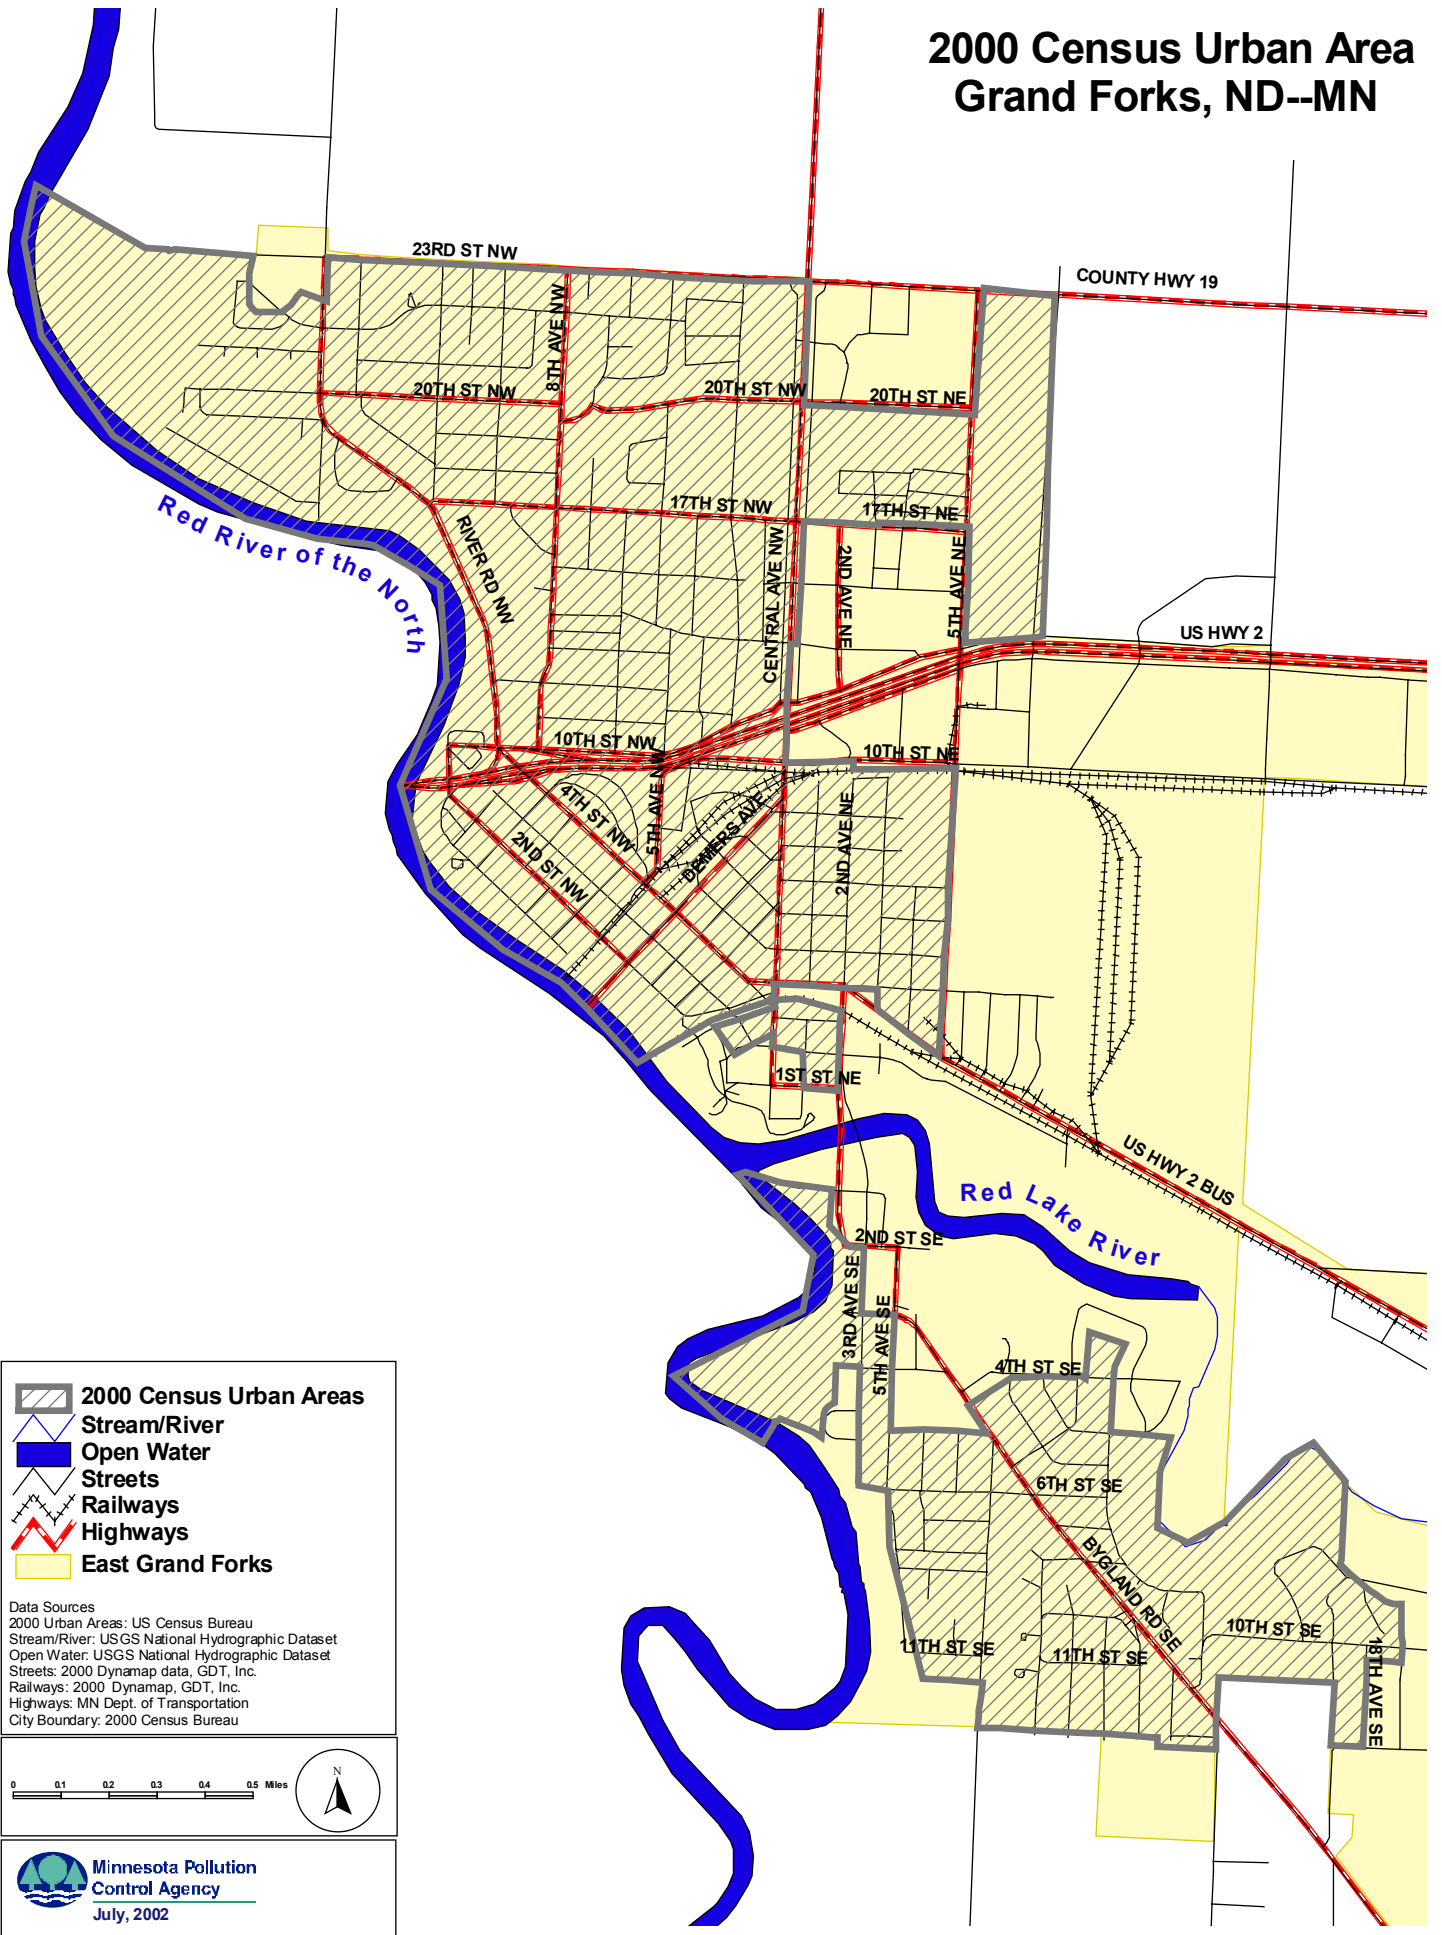 2000 Census Urban Area
Grand Forks, ND--MN
23RD ST NW
COUNTY HWY 19
8TH AVE NW
20TH ST NW
20TH ST NW
20TH ST NE
17TH ST NW
17TH ST NE
Red River of the North
RIVER RD NW
CENTRAL AVE NW
2ND AVE NE
5TH AVE NE
US HWY 2
10TH ST NW
10TH ST NE
5TH AVE NW
4TH ST NW
DEMERS AVE
2ND AVE NE
2ND ST NW
1ST ST NE
US HWY 2 BUS
Red Lake River
2ND ST SE
3RD AVE SE
5TH AVE SE
4TH ST SE
6TH ST SE
BYGLAND RD SE
10TH ST SE
11TH ST SE
11TH ST SE
18TH AVE SE
2000 Census Urban Areas
Stream/River
Open Water
Streets
Railways
Highways
East Grand Forks
Data Sources
2000 Urban Areas: US Census Bureau
Stream/River: USGS National Hydrographic Dataset
Open Water: USGS National Hydrographic Dataset
Streets: 2000 Dynamap data, GDT, Inc.
Railways: 2000 Dynamap, GDT, Inc.
Highways: MN Dept. of Transportation
City Boundary: 2000 Census Bureau
0 0.1 0.2 0.3 0.4 0.5 Miles
N
Minnesota Pollution
Control Agency
July, 2002